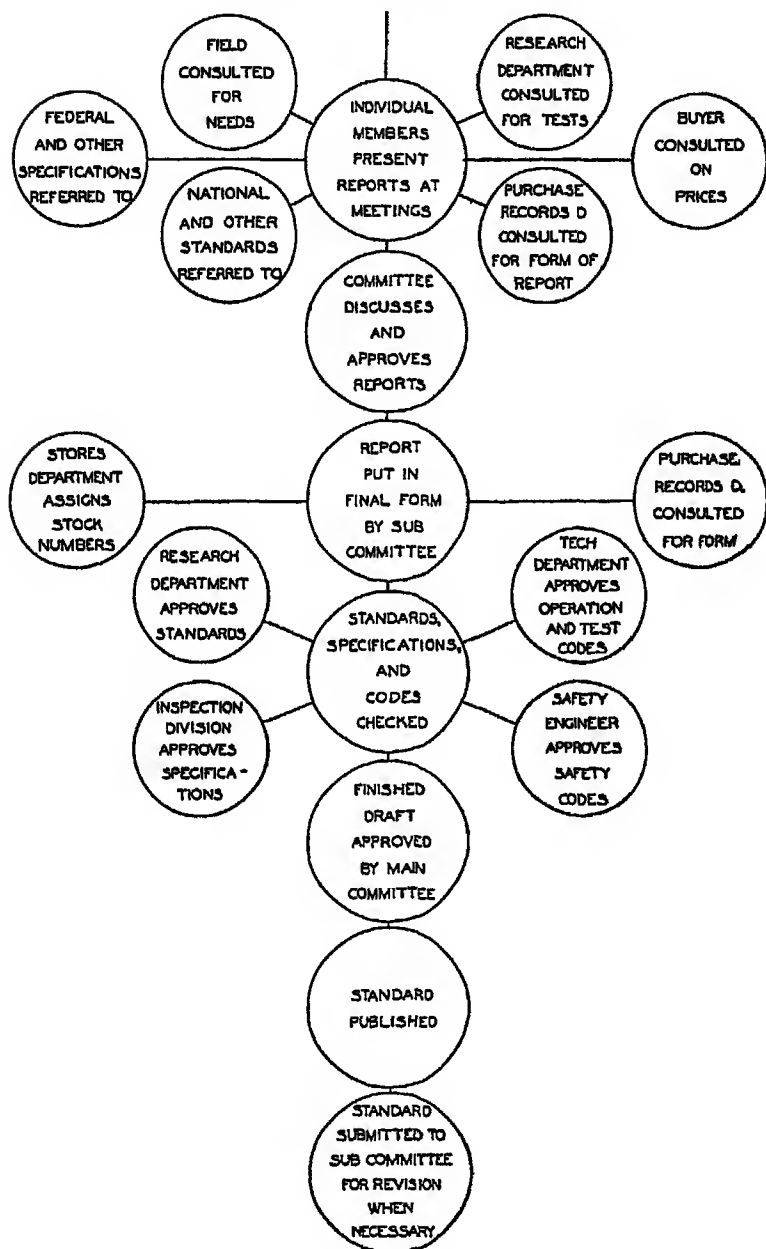 FIELD
CONSULTED
FOR
NEEDS
RESEARCH
DEPARTMENT
CONSULTED
FOR TESTS
FEDERAL
AND OTHER
SPECIFICATIONS
REFERRED TO
INDIVIDUAL
MEMBERS
PRESENT
REPORTS AT
MEETINGS
BUYER
CONSULTED
ON
PRICES
NATIONAL
AND OTHER
STANDARDS
REFERRED TO
PURCHASE
RECORDS D
CONSULTED
FOR FORM OF
REPORT
COMMITTEE
DISCUSSES
AND
APPROVES
REPORTS
STORES
DEPARTMENT
ASSIGNS
STOCK
NUMBERS
REPORT
PUT IN
FINAL FORM
BY SUB
COMMITTEE
PURCHASE
RECORDS D.
CONSULTED
FOR FORM
RESEARCH
DEPARTMENT
APPROVES
STANDARDS
TECH
DEPARTMENT
APPROVES
OPERATION
AND TEST
CODES
STANDARDS,
SPECIFICATIONS,
AND
CODES
CHECKED
INSPECTION
DIVISION
APPROVES
SPECIFICA-
TIONS
SAFETY
ENGINEER
APPROVES
SAFETY
CODES
FINISHED
DRAFT
APPROVED
BY MAIN
COMMITTEE
STANDARD
PUBLISHED
STANDARD
SUBMITTED TO
SUB COMMITTEE
FOR REVISION
WHEN
NECESSARY